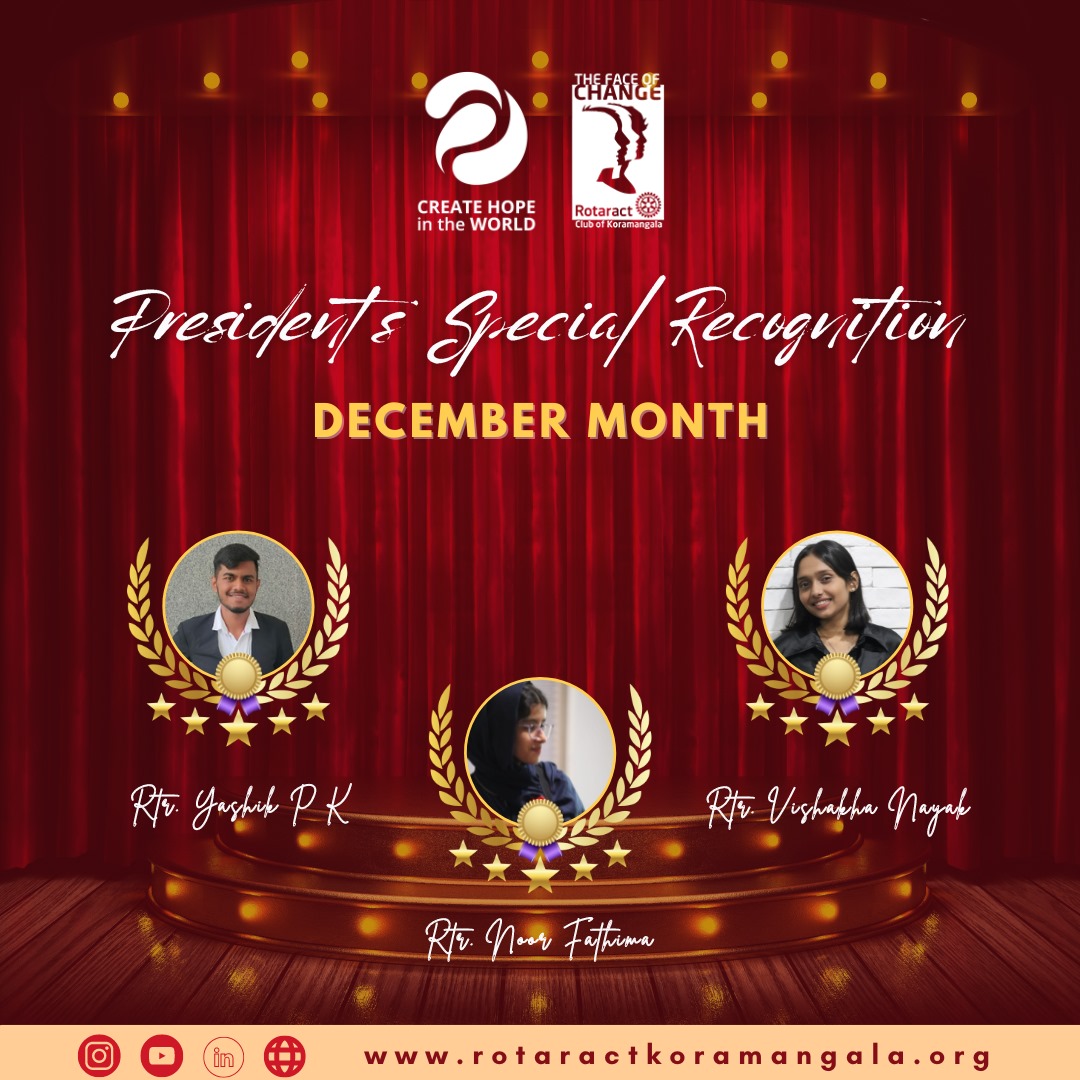 CREATE HOPE
in the WORLD
THE FACE OF
CHANGE
Rotaract
Club of Koramangala
President's Special Recognition
DECEMBER MONTH
Rtr. Yashik P K
Rtr. Vishakha Nayak
Rtr. Noor Fathima
in
www.rotaractkoramangala.org